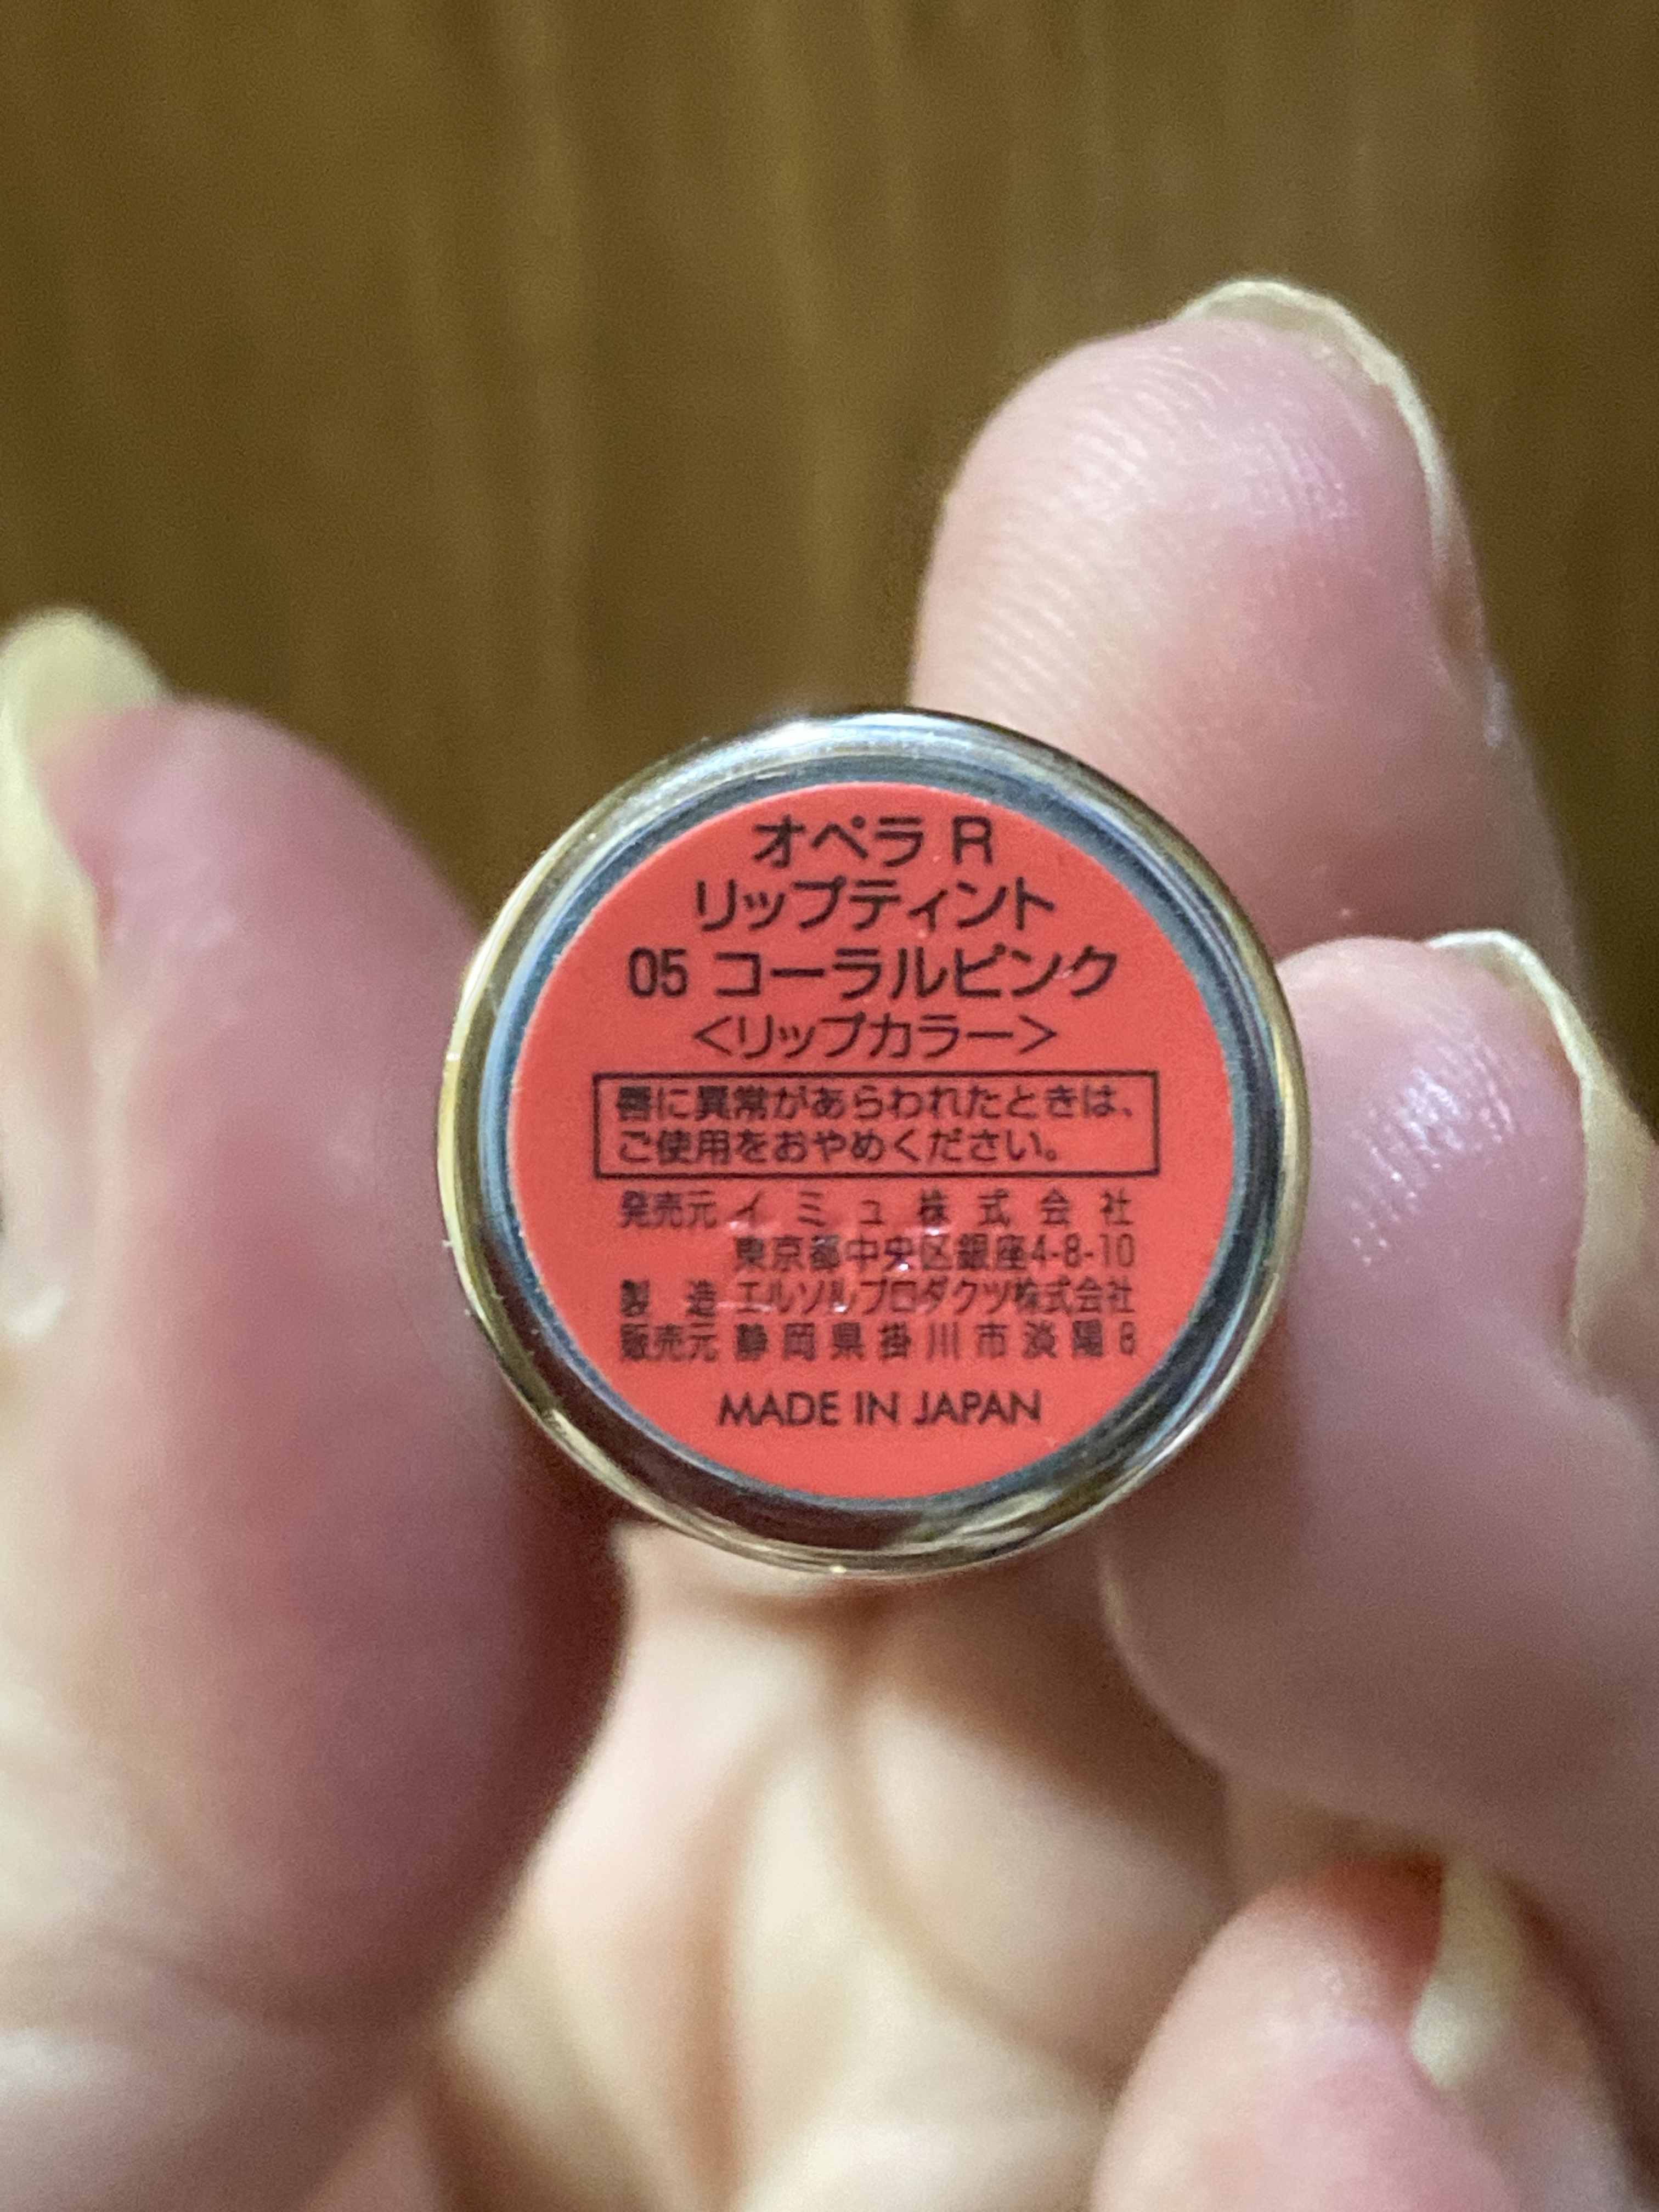 オペラ R
リップティント
05 コーラルピンク
<リップカラー>
唇に異常があらわれたときは、
ご使用をおやめください。
発売元 イミュ株式会社
東京都中央区銀座4-8-10
製造 エルソルプロダクツ株式会社
販売元 静岡県掛川市淡陽8
MADE IN JAPAN